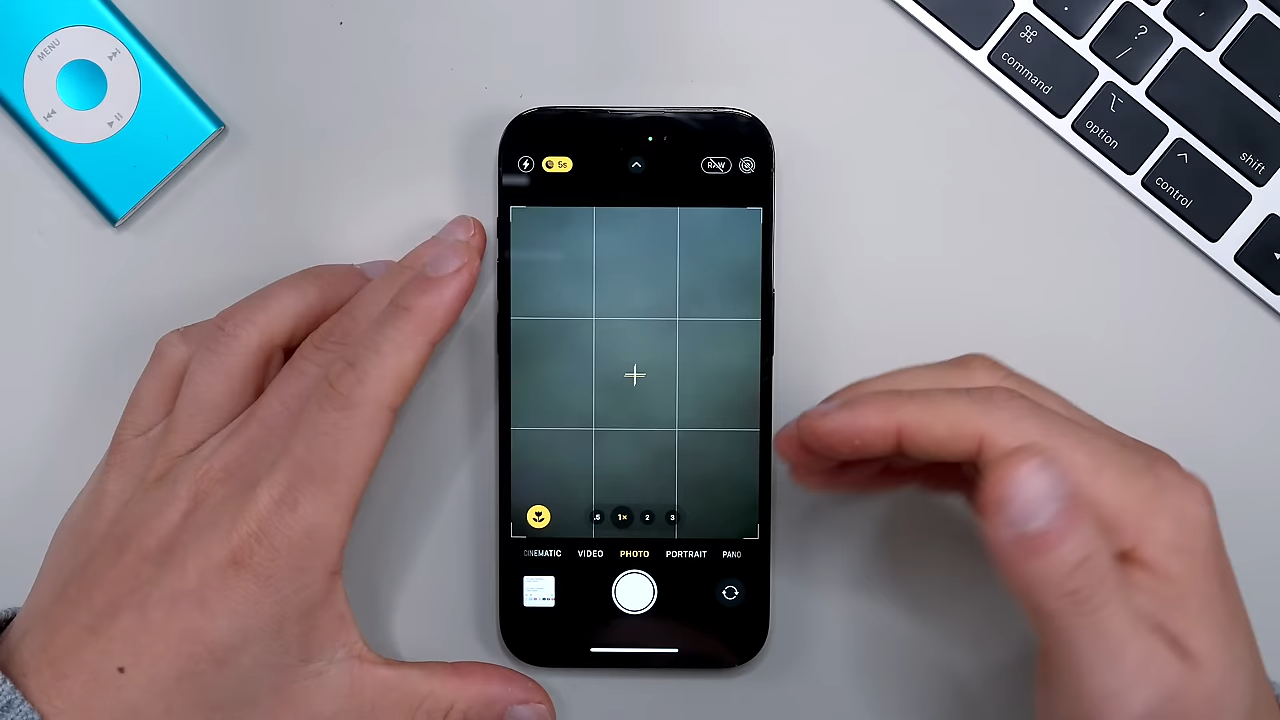 MENU
5s
RAW
.5
1×
2
3
CINEMATIC
VIDEO
PHOTO
PORTRAIT
PANO
⌘
command
?
/
⌥
option
^
control
shift